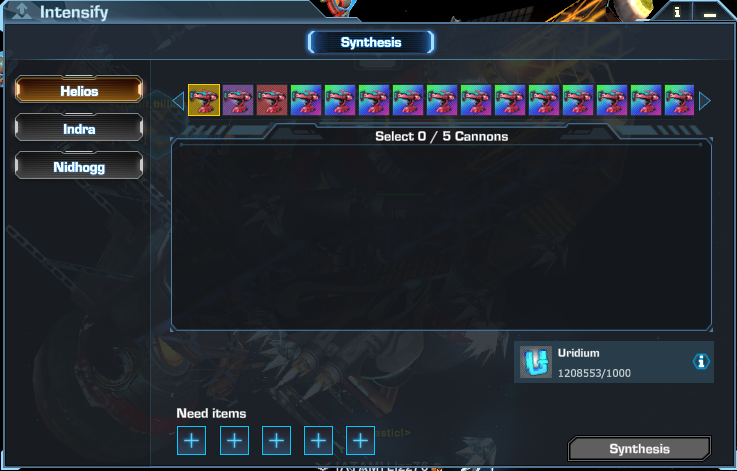 Intensify
Synthesis
Helios
Indra
Nidhogg
Select 0 / 5 Cannons
Uridium
1208553/1000
Need items
Synthesis